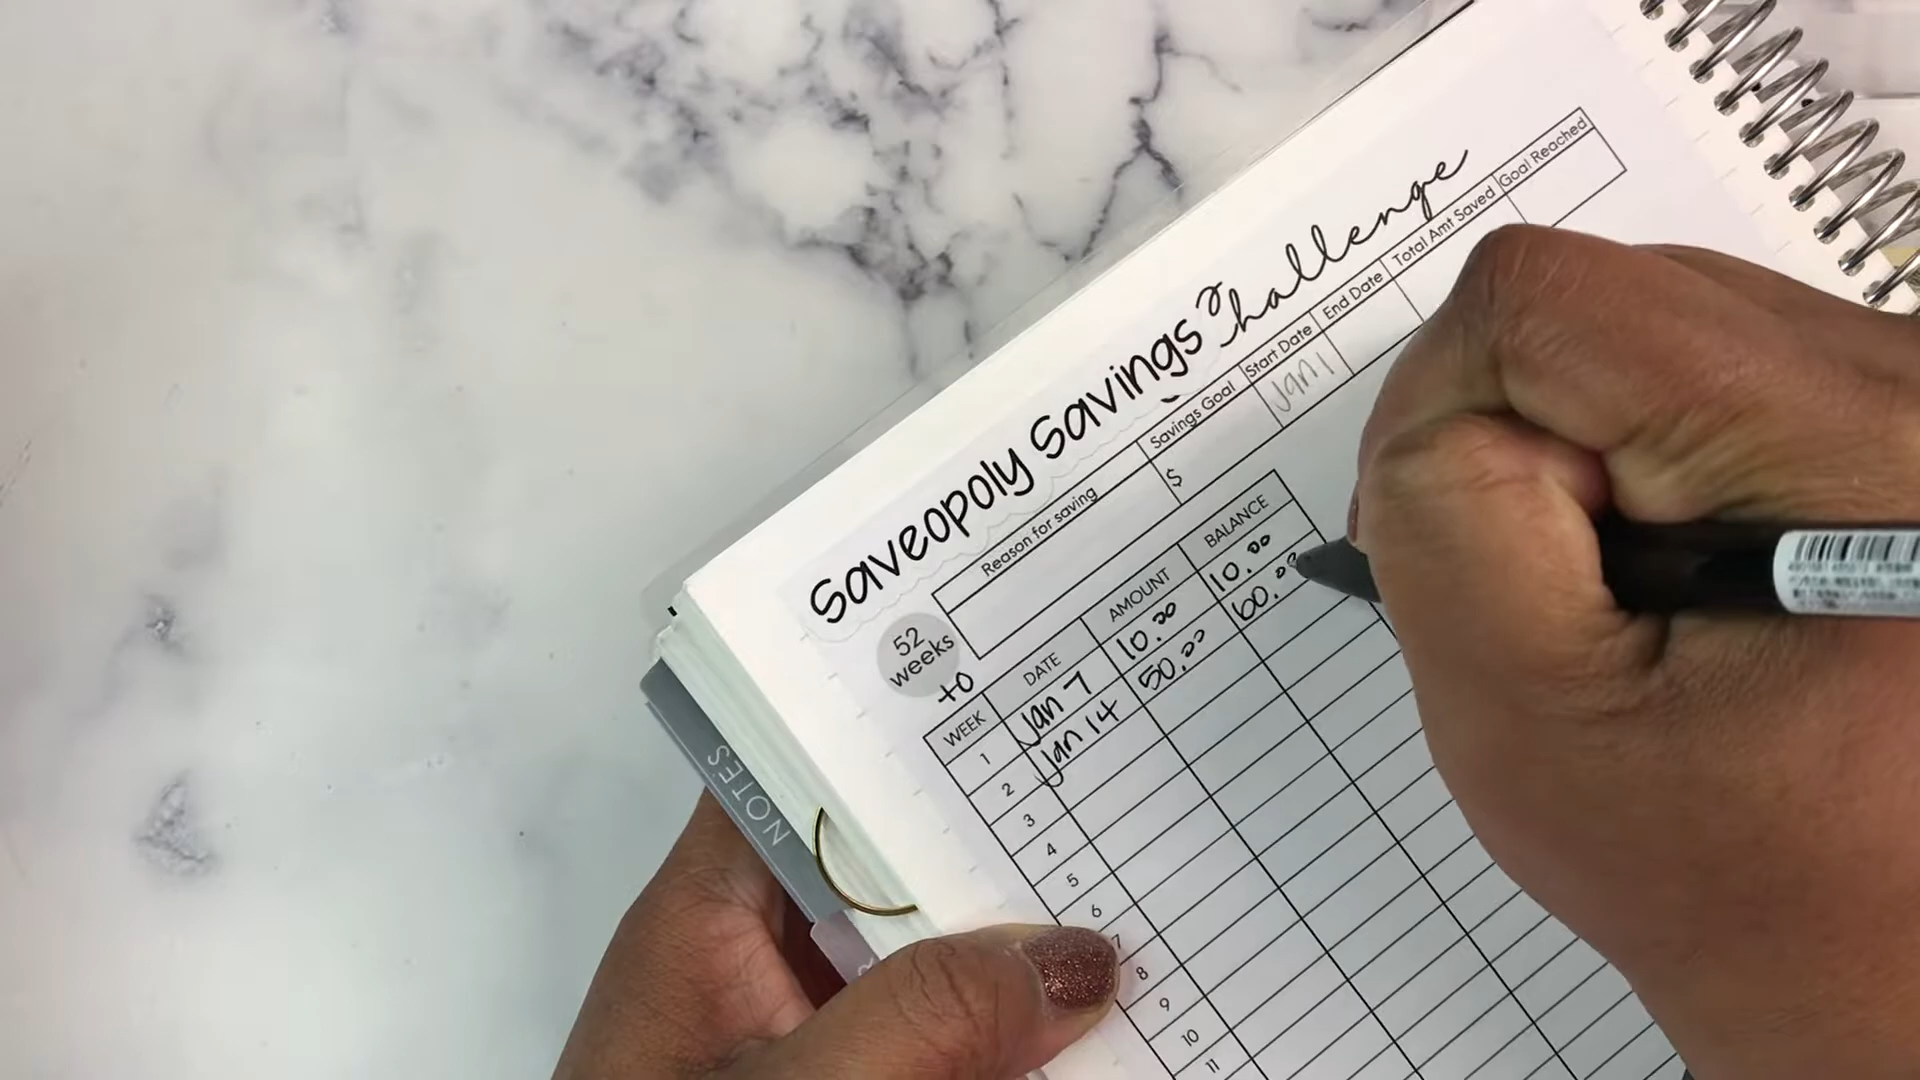 Saveopoly Savings Challenge
Reason for saving Savings Goal Start Date End Date Total Amt Saved Goal Reached
$ Jan 1
52
weeks
to
WEEK DATE AMOUNT BALANCE
1 Jan 7 10.00 10.00
2 Jan 14 50.00 60.00
3
4
5
6
7
8
9
10
11
NOTES